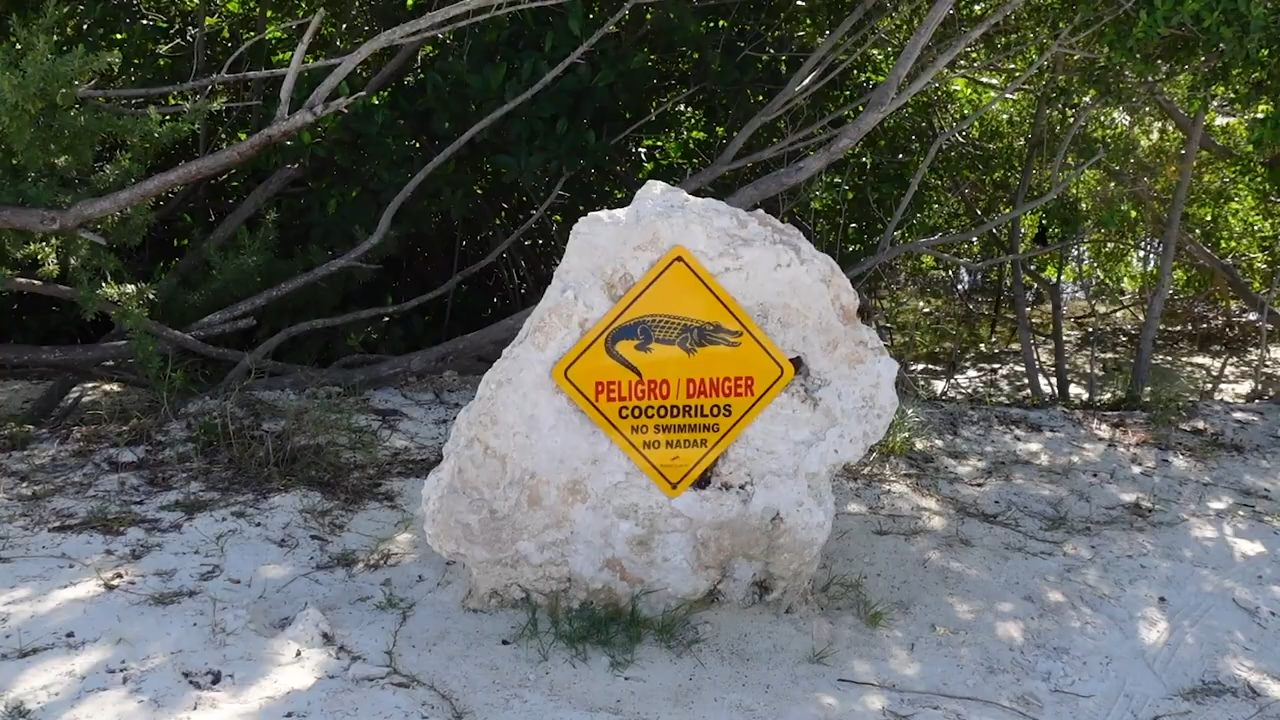 PELIGRO / DANGER
COCODRILOS
NO SWIMMING
NO NADAR